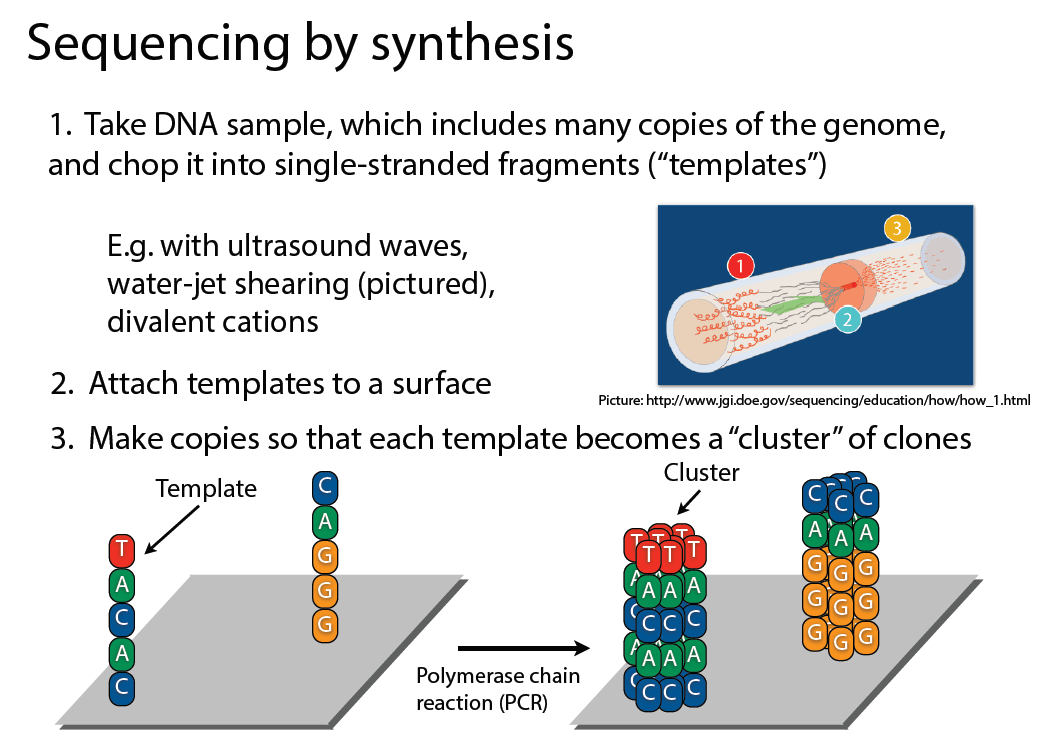 Sequencing by synthesis
1. Take DNA sample, which includes many copies of the genome,
and chop it into single-stranded fragments (“templates”)
E.g. with ultrasound waves,
water-jet shearing (pictured),
divalent cations
1
2
3
2. Attach templates to a surface
Picture: http://www.jgi.doe.gov/sequencing/education/how/how_1.html
3. Make copies so that each template becomes a “cluster” of clones
Template
T
A
C
A
C
C
A
G
G
G
Polymerase chain
reaction (PCR)
Cluster
T T T T T
A A A A
C C C C
A A A A
C C C C
C C C C C
A A A
G G G
G G G
G G G